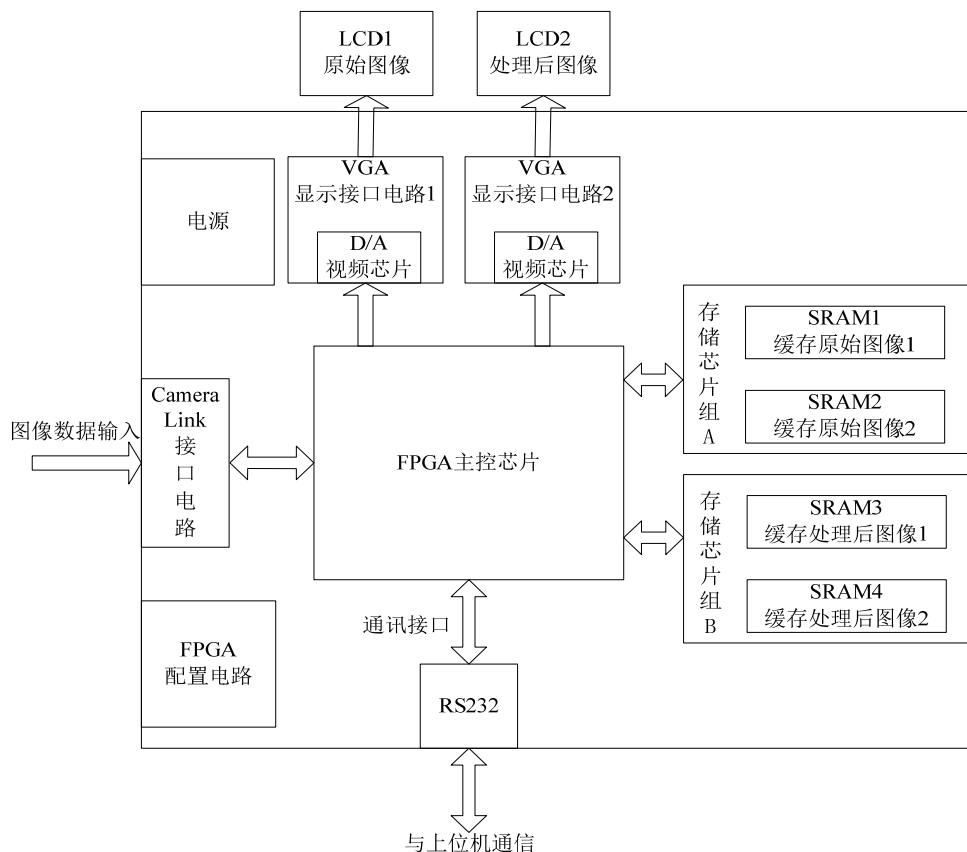 LCD1
原始图像
LCD2
处理后图像
VGA
显示接口电路1
D/A
视频芯片
VGA
显示接口电路2
D/A
视频芯片
电源
存
储
芯
片
组
A
SRAM1
缓存原始图像1
SRAM2
缓存原始图像2
图像数据输入
Camera
Link
接
口
电
路
FPGA主控芯片
存
储
芯
片
组
B
SRAM3
缓存处理后图像1
SRAM4
缓存处理后图像2
FPGA
配置电路
通讯接口
RS232
与上位机通信